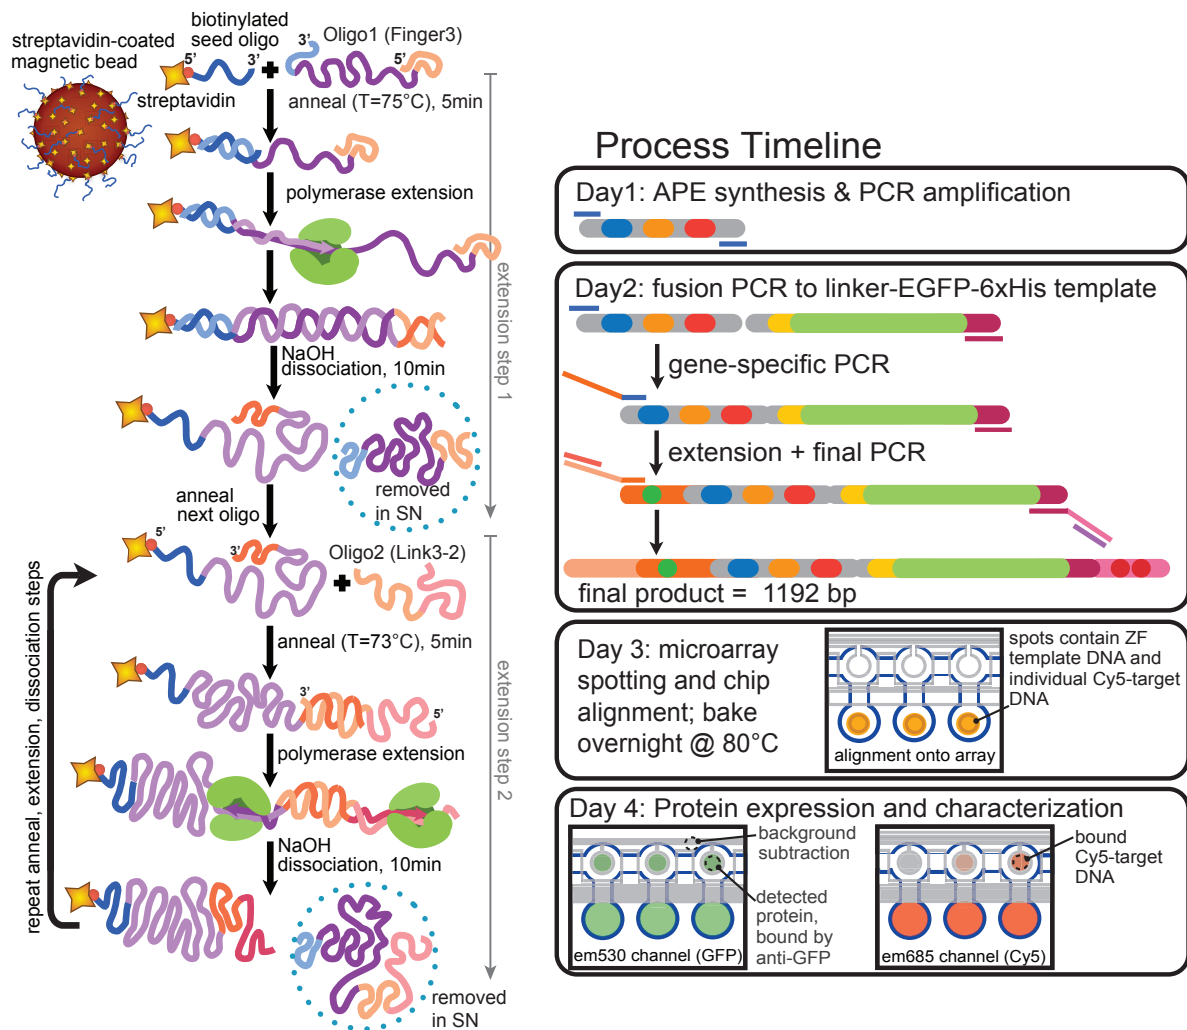 biotinylated
seed oligo
streptavidin-coated
magnetic bead
5’
3’
3’
Oligo1 (Finger3)
5’
streptavidin
anneal (T=75°C), 5min
polymerase extension
NaOH
dissociation, 10min
extension step 1
removed
in SN
anneal
next oligo
5’
3’
Oligo2 (Link3-2)
anneal (T=73°C), 5min
3’
5’
polymerase extension
NaOH
dissociation, 10min
extension step 2
removed
in SN
repeat anneal, extension, dissociation steps
Process Timeline
Day1: APE synthesis & PCR amplification
Day2: fusion PCR to linker-EGFP-6xHis template
gene-specific PCR
extension + final PCR
final product = 1192 bp
Day 3: microarray
spotting and chip
alignment; bake
overnight @ 80°C
alignment onto array
spots contain ZF
template DNA and
individual Cy5-target
DNA
Day 4: Protein expression and characterization
em530 channel (GFP)
background
subtraction
detected
protein,
bound by
anti-GFP
em685 channel (Cy5)
bound
Cy5-target
DNA